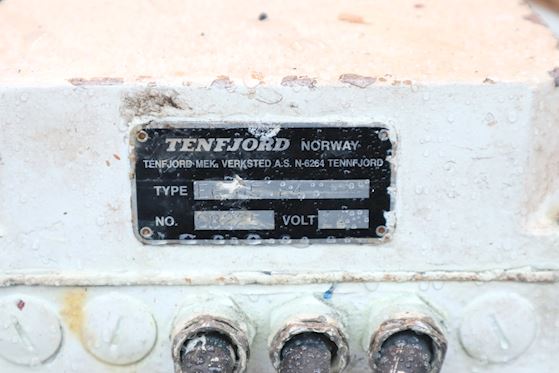 TENFJORD NORWAY
TENFJORD MEK. VERKSTED A.S. N-6264 TENNFJORD
TYPE
NO. VOLT